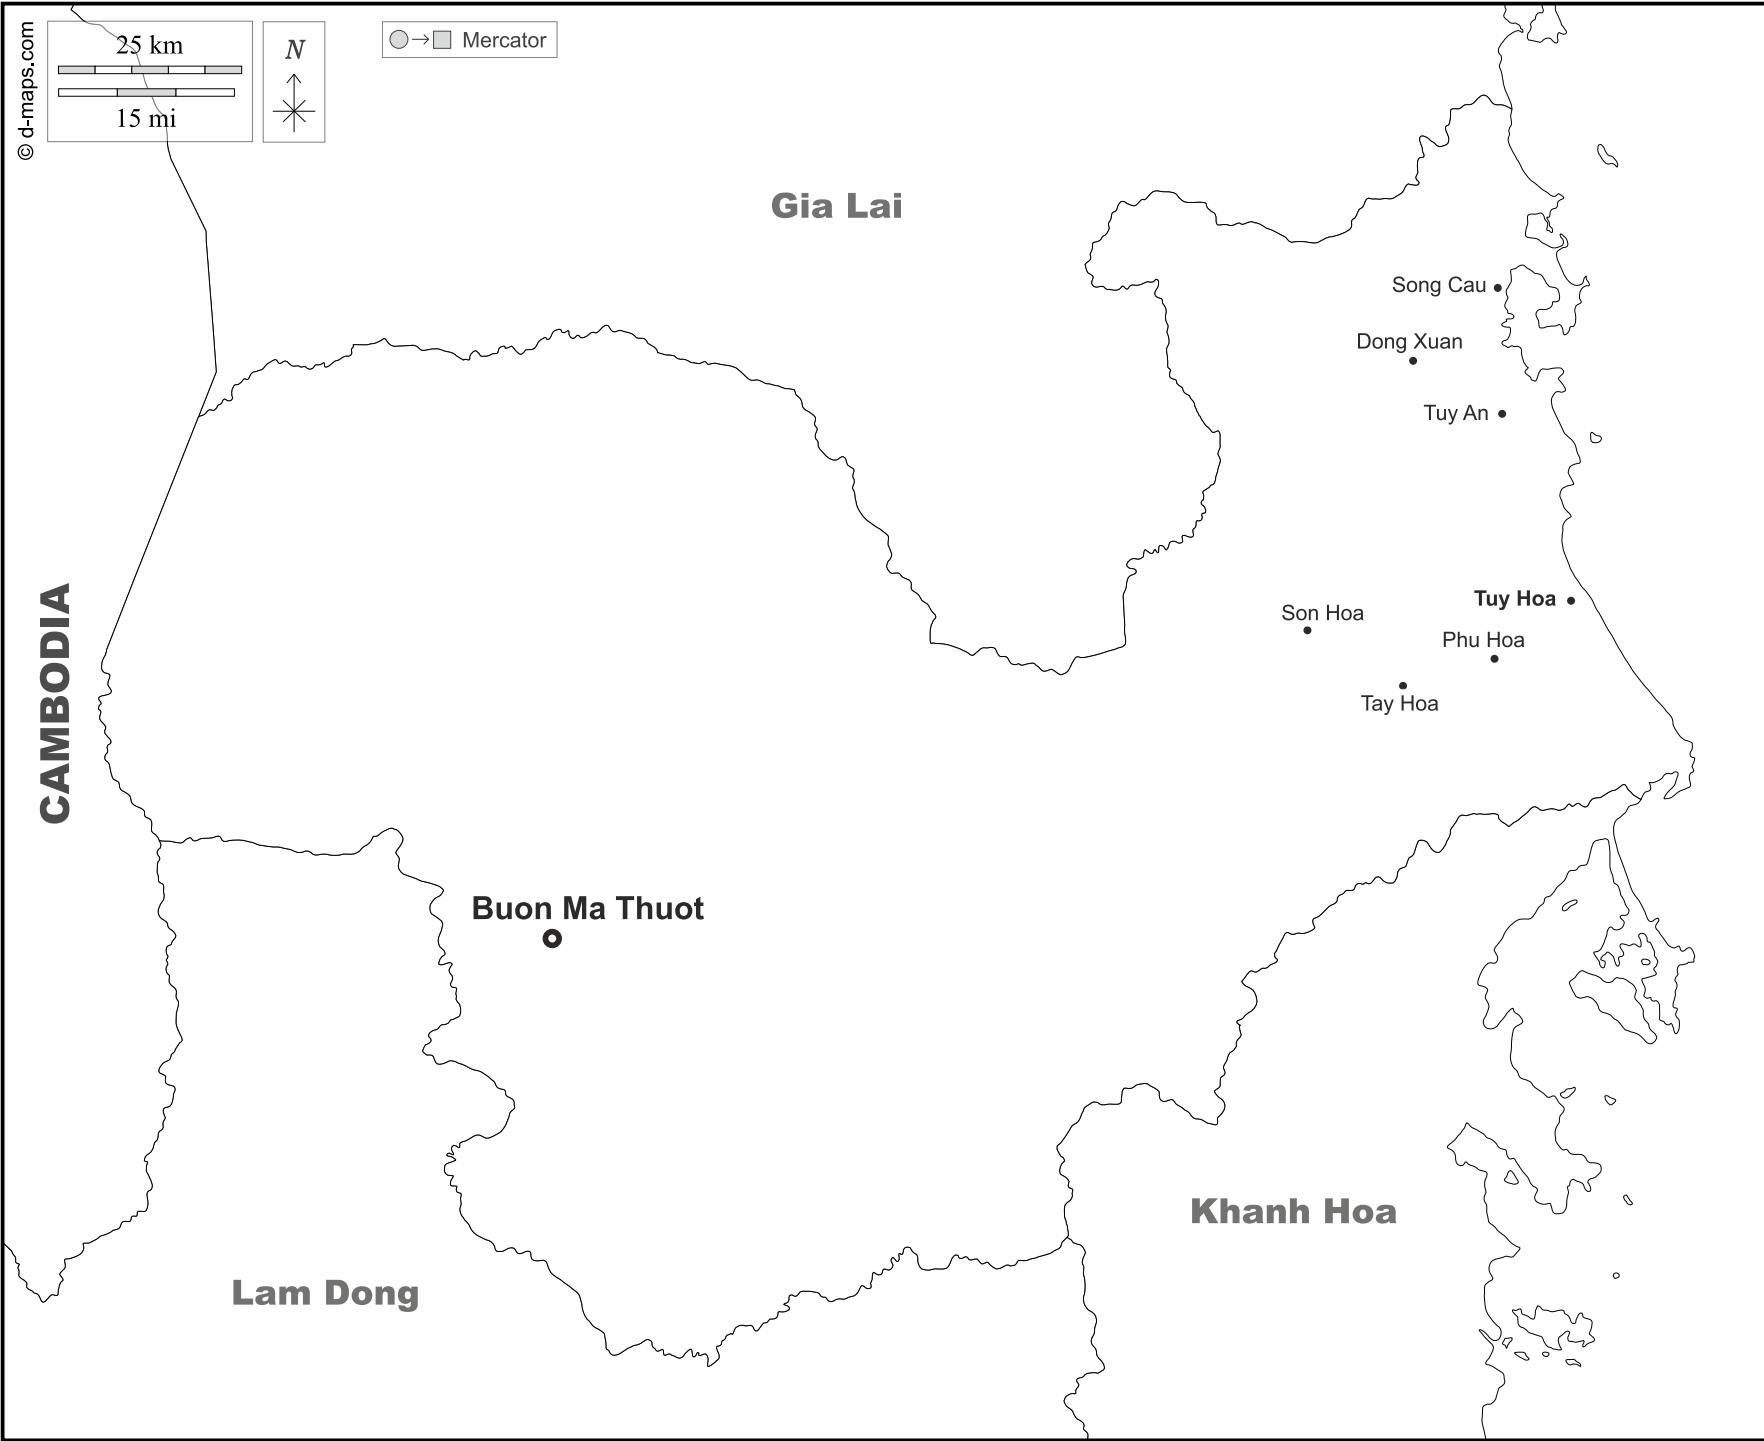 © d-maps.com
25 km
15 mi
N
Mercator
Gia Lai
Song Cau
Dong Xuan
Tuy An
CAMBODIA
Tuy Hoa
Son Hoa
Phu Hoa
Tay Hoa
Buon Ma Thuot
Khanh Hoa
Lam Dong